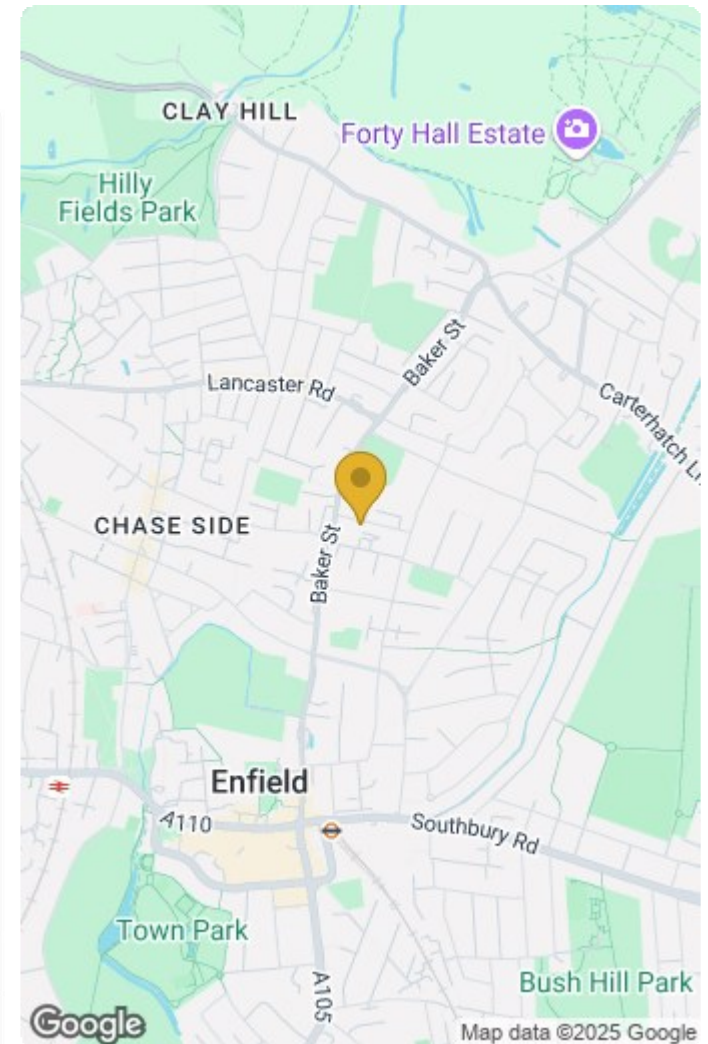 CLAY HILL
Forty Hall Estate
Hilly
Fields Park
Baker St
Lancaster Rd
Carterhatch Ln
CHASE SIDE
Baker St
Enfield
A110
Southbury Rd
Town Park
A105
Bush Hill Park
Google
Map data ©2025 Google